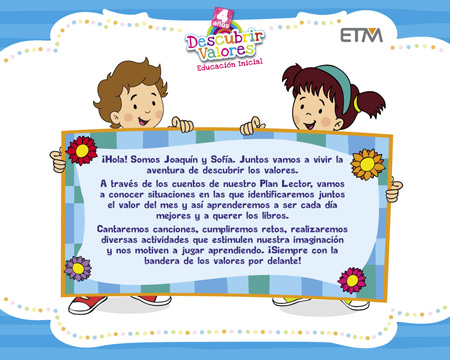 4
años
Descubrir
Valores
Educación Inicial
ETM
¡Hola! Somos Joaquín y Sofía. Juntos vamos a vivir la
aventura de descubrir los valores.
A través de los cuentos de nuestro Plan Lector, vamos
a conocer situaciones en las que identificaremos juntos
el valor del mes y así aprenderemos a ser cada día
mejores y a querer los libros.
Cantaremos canciones, cumpliremos retos, realizaremos
diversas actividades que estimulen nuestra imaginación
y nos motiven a jugar aprendiendo. ¡Siempre con la
bandera de los valores por delante!